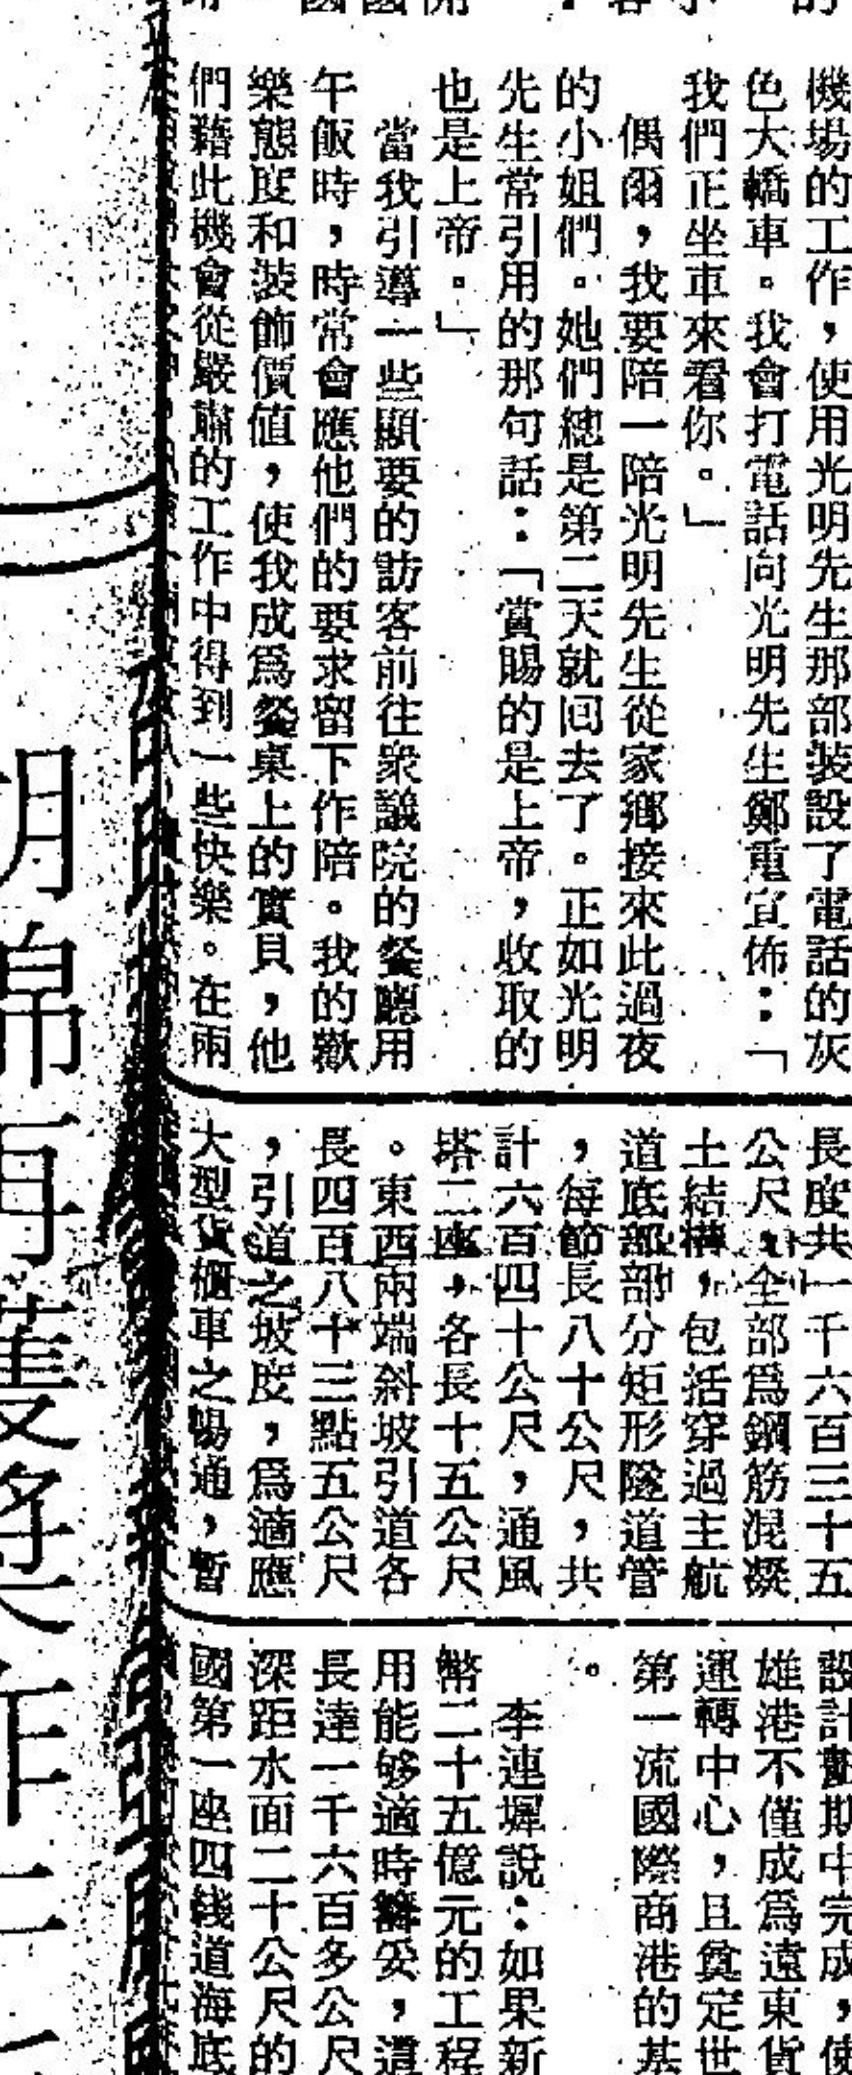 機場的工作，使用光明先生那部裝設了電話的灰
色大轎車。我會打電話向光明先生鄭重宣佈：「
我們正坐車來看你。」
偶爾，我要陪一陪光明先生從家鄉接來此過夜
的小姐們。她們總是第二天就回去了。正如光明
先生常引用的那句話：「賞賜的是上帝，收取的
也是上帝。」
當我引導一些顯要的訪客前往衆議院的餐廳用
午飯時，時常會應他們的要求留下作陪。我的歡
樂態度和裝飾價值，使我成爲餐桌上的寳貝，他
們藉此機會從嚴肅的工作中得到一些快樂。在兩
長度共一千六百三十五
公尺，全部爲鋼筋混凝
土結構，包括穿過主航
道底部部分矩形隧道管
，每節長八十公尺，共
計六百四十公尺，通風
塔二座，各長十五公尺
。東西兩端斜坡引道各
長四百八十三點五公尺
，引道之坡度，爲適應
大型貨櫃車之暢通，暫
設計劃期中完成，使
雄港不僅成爲遠東貨
運轉中心，且奠定世
第一流國際商港的基
。
李連墀說：如果新
幣二十五億元的工程
用能够適時籌妥，這
長達一千六百多公尺
深距水面二十公尺的
國第一座四綫道海底
胡錦再獲將